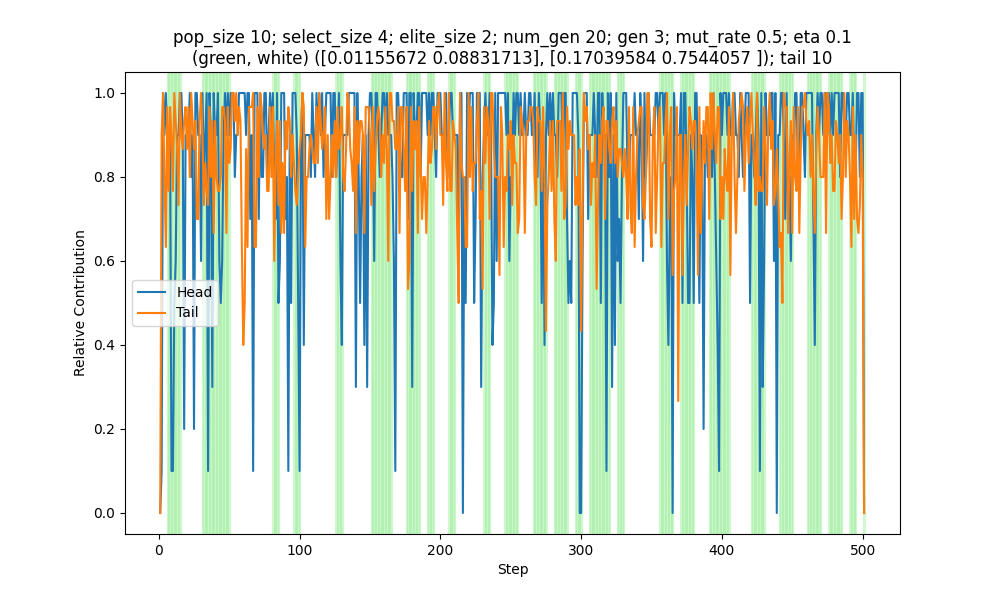 pop_size 10; select_size 4; elite_size 2; num_gen 20; gen 3; mut_rate 0.5; eta 0.1
(green, white) ([0.01155672 0.08831713], [0.17039584 0.7544057 ]); tail 10
1.0
0.8
0.6
0.4
0.2
0.0
Relative Contribution
Head
Tail
0
100
200
300
400
500
Step